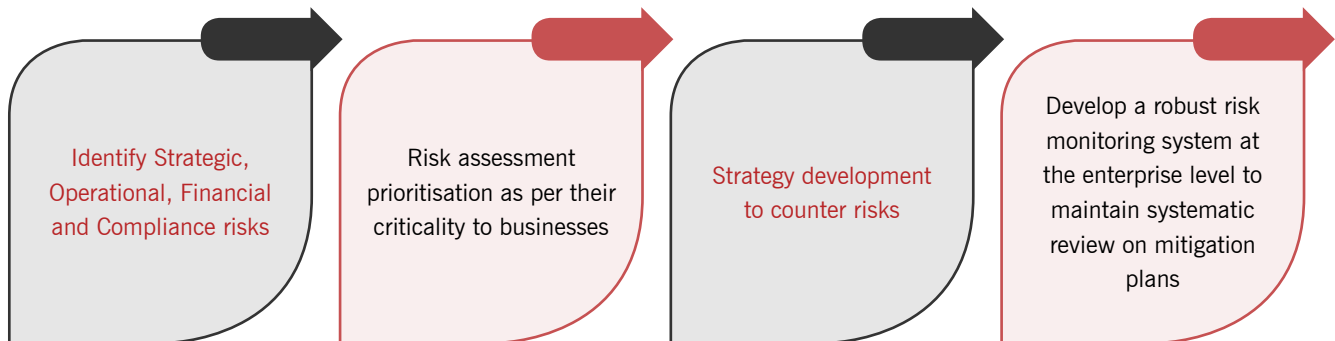 Identify Strategic,
Operational, Financial
and Compliance risks
Risk assessment
prioritisation as per their
criticality to businesses
Strategy development
to counter risks
Develop a robust risk
monitoring system at
the enterprise level to
maintain systematic
review on mitigation
plans